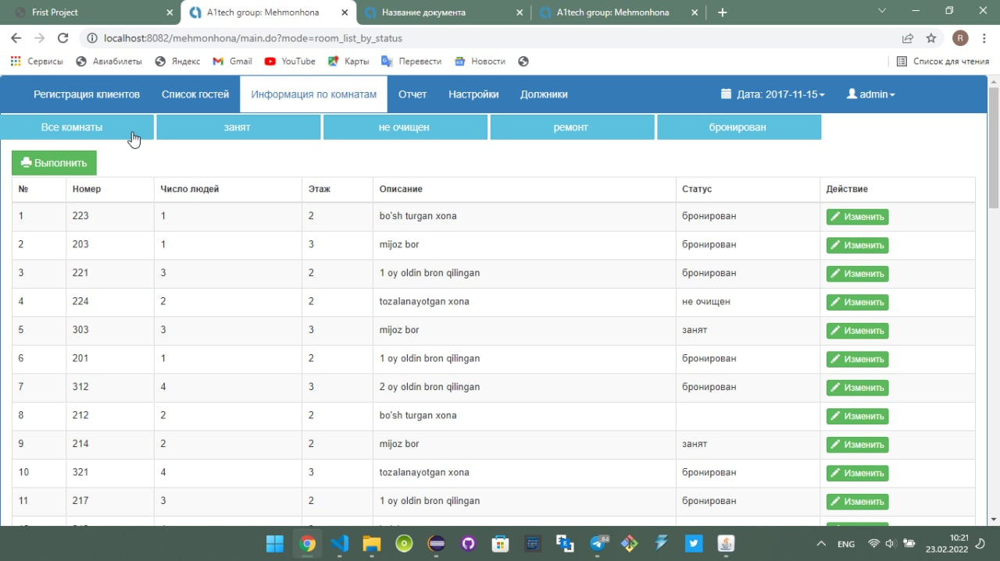 Frist Project
A1tech group: Mehmonhona
Название документа
A1tech group: Mehmonhona
localhost:8082/mehmonhona/main.do?mode=room_list_by_status
R
Сервисы Авиабилеты Яндекс Gmail YouTube Карты Перевести Новости Список для чтения
Регистрация клиентов Список гостей Информация по комнатам Отчет Настройки Должники Дата: 2017-11-15 admin
Все комнаты занят не очищен ремонт бронирован
Выполнить
№ Номер Число людей Этаж Описание Статус Действие
1 223 1 2 bo'sh turgan xona бронирован Изменить
2 203 1 3 mijoz bor бронирован Изменить
3 221 3 2 1 oy oldin bron qilingan бронирован Изменить
4 224 2 2 tozalanayotgan xona не очищен Изменить
5 303 3 3 mijoz bor занят Изменить
6 201 1 2 1 oy oldin bron qilingan бронирован Изменить
7 312 4 3 2 oy oldin bron qilingan бронирован Изменить
8 212 2 2 bo'sh turgan xona Изменить
9 214 2 2 mijoz bor занят Изменить
10 321 4 3 tozalanayotgan xona бронирован Изменить
11 217 3 2 1 oy oldin bron qilingan бронирован Изменить
84
ENG
10:21
23.02.2022